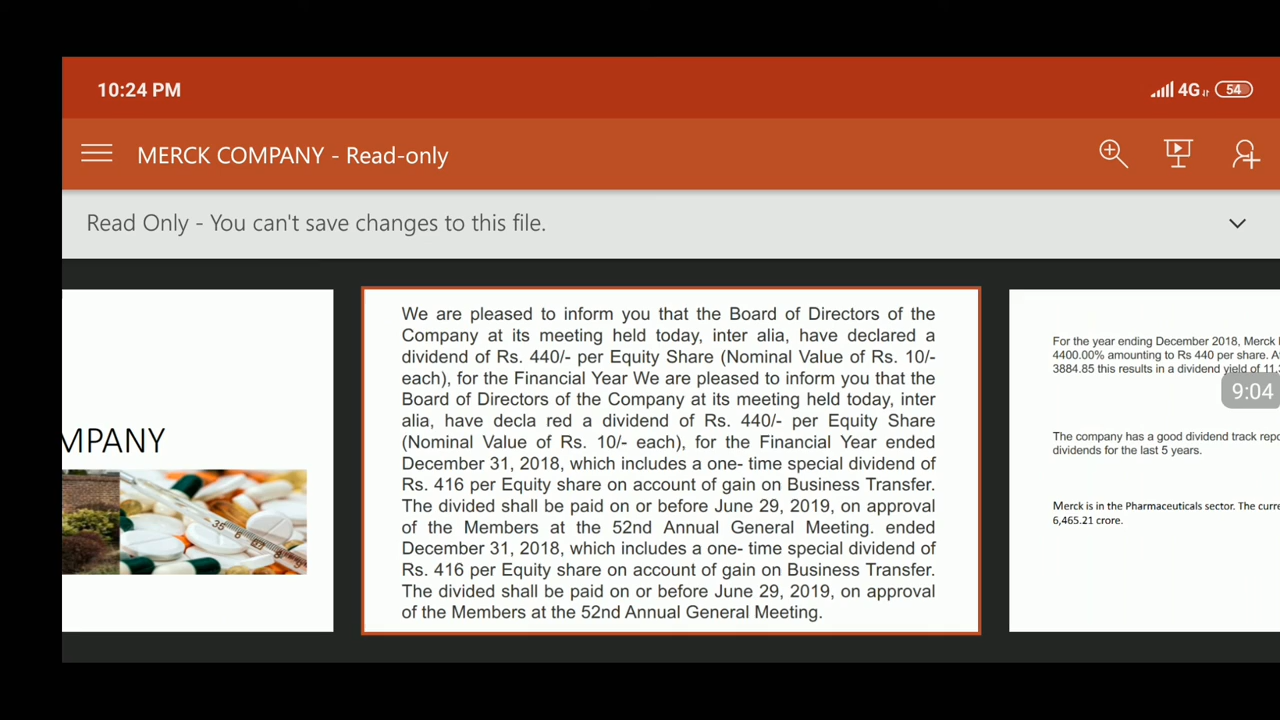 10:24 PM
4G
54
MERCK COMPANY - Read-only
Read Only - You can't save changes to this file.
MPANY
35
We are pleased to inform you that the Board of Directors of the
Company at its meeting held today, inter alia, have declared a
dividend of Rs. 440/- per Equity Share (Nominal Value of Rs. 10/-
each), for the Financial Year We are pleased to inform you that the
Board of Directors of the Company at its meeting held today, inter
alia, have decla red a dividend of Rs. 440/- per Equity Share
(Nominal Value of Rs. 10/- each), for the Financial Year ended
December 31, 2018, which includes a one- time special dividend of
Rs. 416 per Equity share on account of gain on Business Transfer.
The divided shall be paid on or before June 29, 2019, on approval
of the Members at the 52nd Annual General Meeting. ended
December 31, 2018, which includes a one- time special dividend of
Rs. 416 per Equity share on account of gain on Business Transfer.
The divided shall be paid on or before June 29, 2019, on approval
of the Members at the 52nd Annual General Meeting.
For the year ending December 2018, Merck
4400.00% amounting to Rs 440 per share.
3884.85 this results in a dividend yield of
9:04
The company has a good dividend track
dividends for the last 5 years.
Merck is in the Pharmaceuticals sector. The
6,465.21 crore.